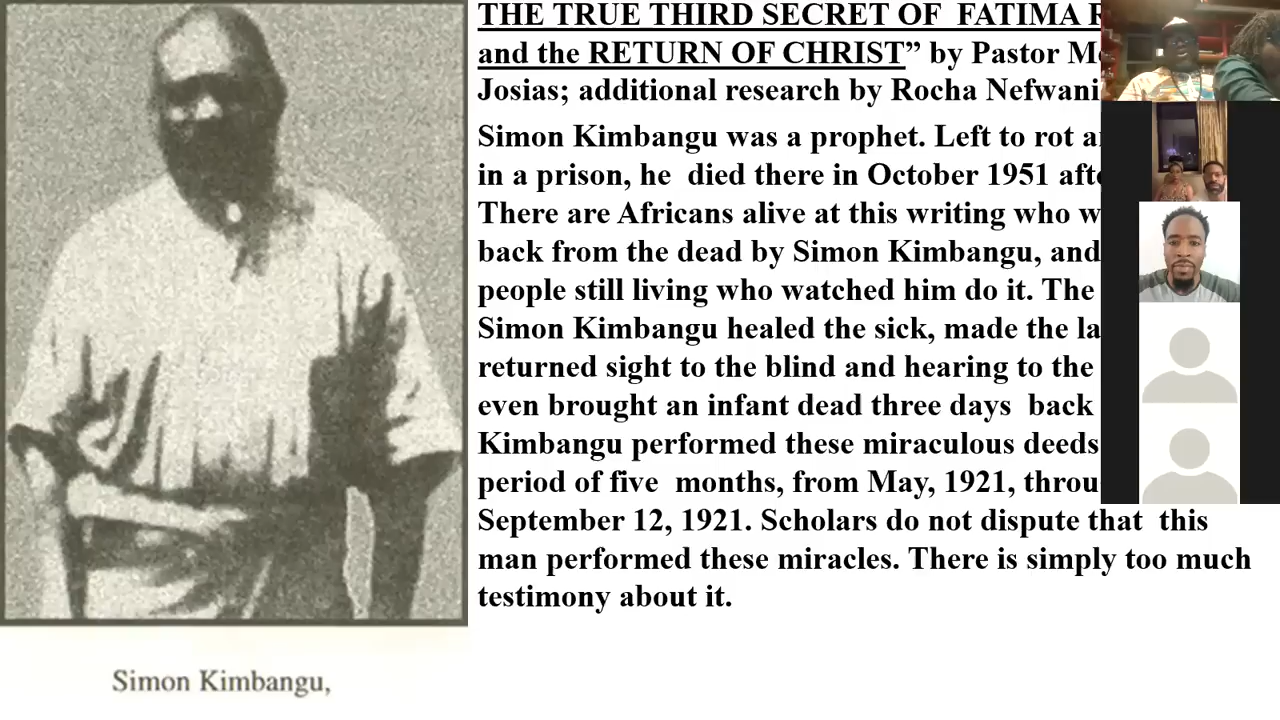 THE TRUE THIRD SECRET OF FATIMA
and the RETURN OF CHRIST” by Pastor
Josias; additional research by Rocha Nefwani
Simon Kimbangu was a prophet. Left to rot
in a prison, he died there in October 1951
There are Africans alive at this writing who
back from the dead by Simon Kimbangu, and
people still living who watched him do it. The
Simon Kimbangu healed the sick, made the
returned sight to the blind and hearing to the
even brought an infant dead three days back
Kimbangu performed these miraculous deeds
period of five months, from May, 1921,
September 12, 1921. Scholars do not dispute that this
man performed these miracles. There is simply too much
testimony about it.
Simon Kimbangu,